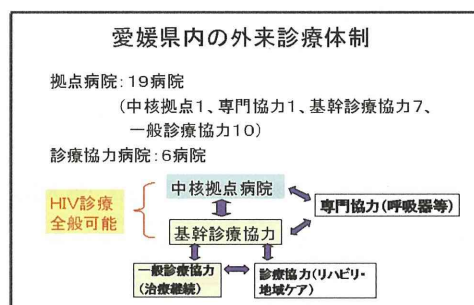 愛媛県内の外来診療体制
拠点病院:19病院
(中核拠点1、専門協力1、基幹診療協力7、
一般診療協力10)
診療協力病院:6病院
HIV診療
全般可能
中核拠点病院
専門協力(呼吸器等)
基幹診療協力
一般診療協力
(治療継続)
診療協力(リハビリ・
地域ケア)